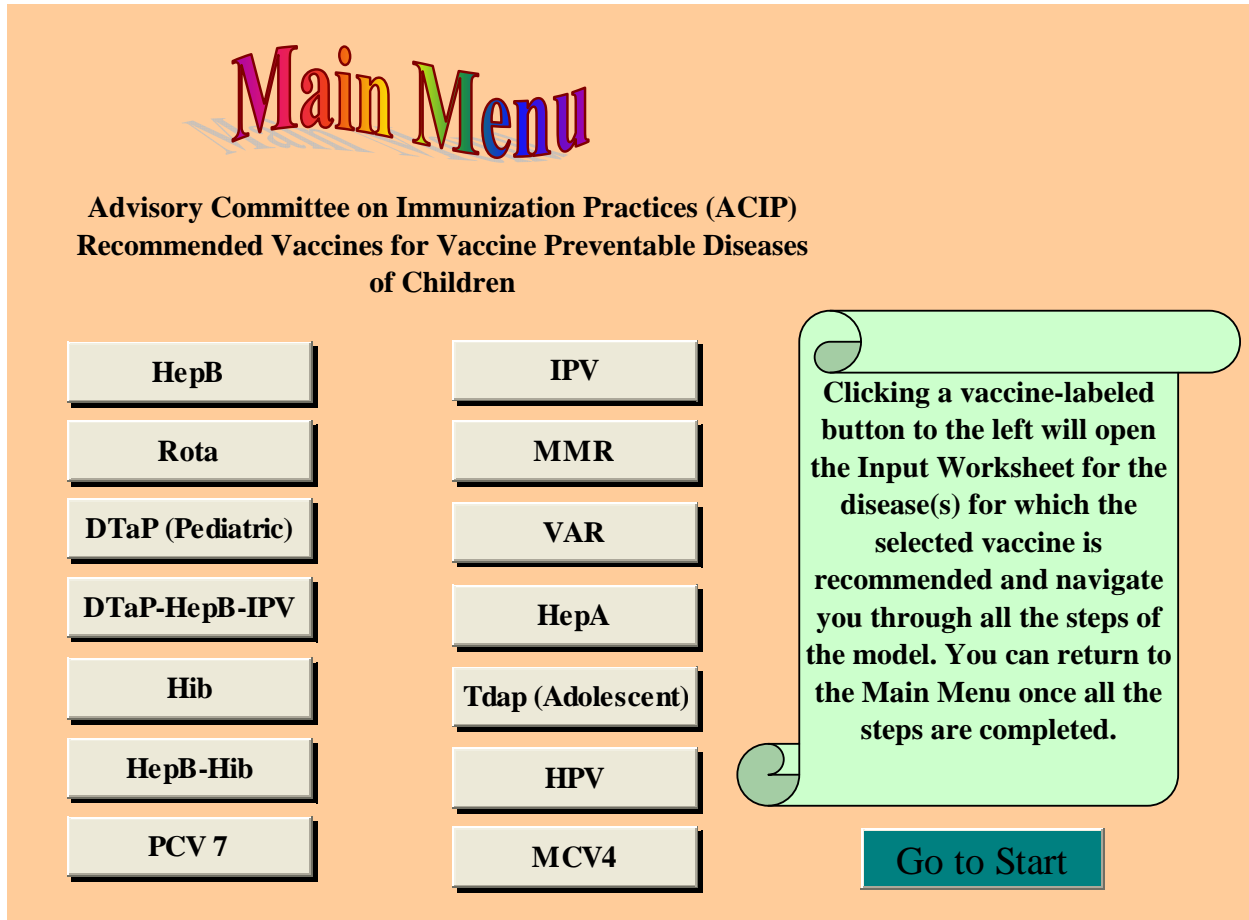 Main Menu
Advisory Committee on Immunization Practices (ACIP)
Recommended Vaccines for Vaccine Preventable Diseases
of Children
HepB
Rota
DTaP (Pediatric)
DTaP-HepB-IPV
Hib
HepB-Hib
PCV 7
IPV
MMR
VAR
HepA
Tdap (Adolescent)
HPV
MCV4
Clicking a vaccine-labeled
button to the left will open
the Input Worksheet for the
disease(s) for which the
selected vaccine is
recommended and navigate
you through all the steps of
the model. You can return to
the Main Menu once all the
steps are completed.
Go to Start